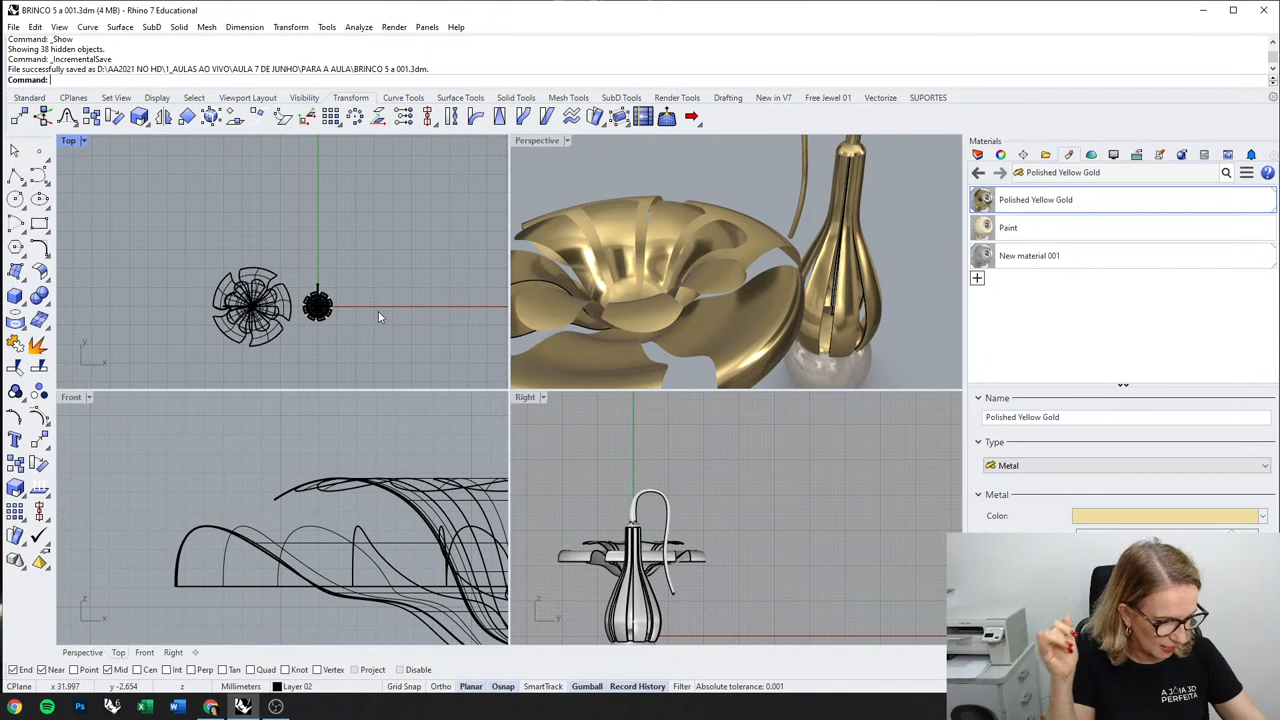 BRINCO 5 a 001.3dm (4 MB) - Rhino 7 Educational
File Edit View Curve Surface SubD Solid Mesh Dimension Transform Tools Analyze Render Panels Help
Command: _Show
Showing 38 hidden objects.
Command: _IncrementalSave
File successfully saved as D:\AA2021 NO HD\1_AULAS AO VIVO\AULA 7 DE JUNHO\PARA A AULA\BRINCO 5 a 001.3dm.
Command:
Standard CPlanes Set View Display Select Viewport Layout Visibility Transform Curve Tools Surface Tools Solid Tools Mesh Tools SubD Tools Render Tools Drafting New in V7 Free Jewel 01 Vectorize SUPORTES
Top
Perspective
Materials
Polished Yellow Gold
Polished Yellow Gold
Paint
New material 001
y
x
Front
Right
Name
Polished Yellow Gold
Type
Metal
Metal
Color:
z
x
z
y
Perspective Top Front Right
End Near Point Mid Cen Int Perp Tan Quad Knot Vertex Project Disable
CPlane x 31.997 y -2.654 z Millimeters Layer 02 Grid Snap Ortho Planar Osnap SmartTrack Gumball Record History Filter Absolute tolerance: 0.001
A JÓIA 3D
PERFEITA